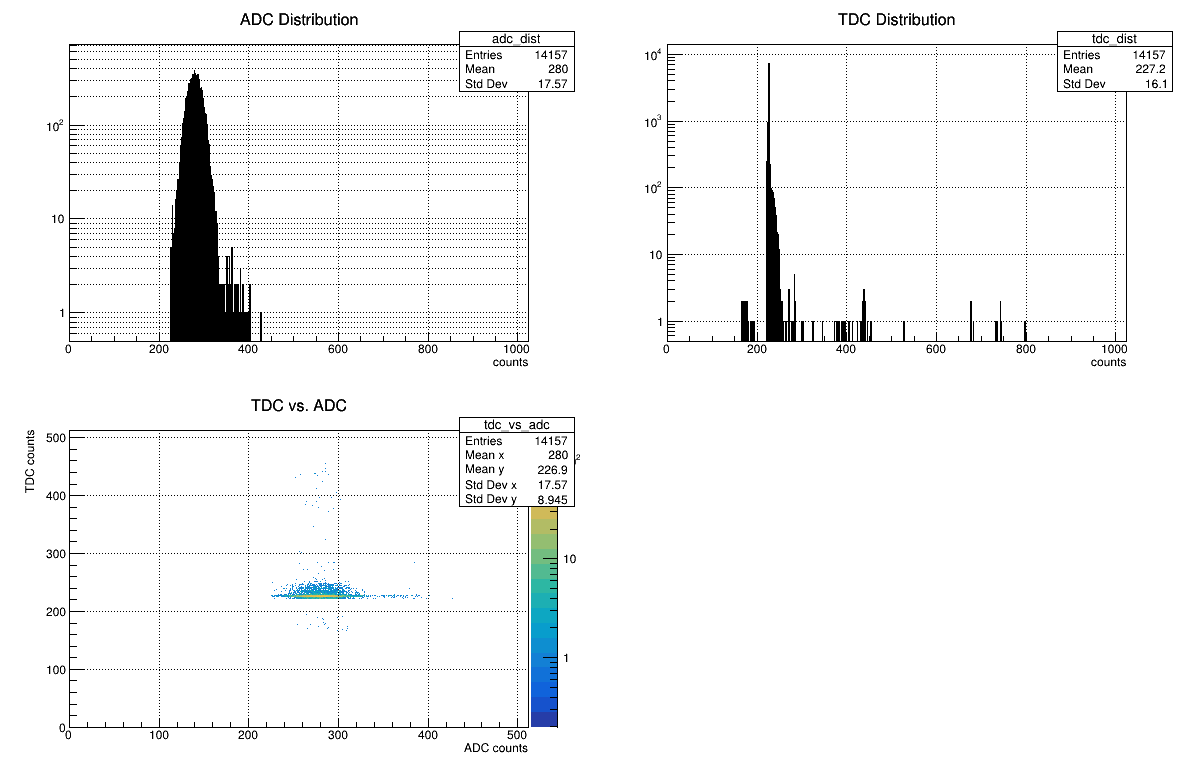 ADC Distribution
adc_dist
Entries 14157
Mean 280
Std Dev 17.57
10²
10
1
0 200 400 600 800 1000
counts
TDC Distribution
tdc_dist
Entries 14157
Mean 227.2
Std Dev 16.1
10⁴
10³
10²
10
1
0 200 400 600 800 1000
counts
TDC vs. ADC
tdc_vs_adc
Entries 14157
Mean x 280
Mean y 226.9
Std Dev x 17.57
Std Dev y 8.945
TDC counts
500
400
300
200
100
0
0 100 200 300 400 500
ADC counts
2
10
1